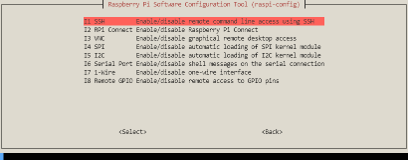 Raspberry Pi Software Configuration Tool (raspi-config)
I1 SSH Enable/disable remote command line access using SSH
I2 RPi Connect Enable/disable Raspberry Pi Connect
I3 VNC Enable/disable graphical remote desktop access
I4 SPI Enable/disable automatic loading of SPI kernel module
I5 I2C Enable/disable automatic loading of I2C kernel module
I6 Serial Port Enable/disable shell messages on the serial connection
I7 1-Wire Enable/disable one-wire interface
I8 Remote GPIO Enable/disable remote access to GPIO pins
<Select> <Back>